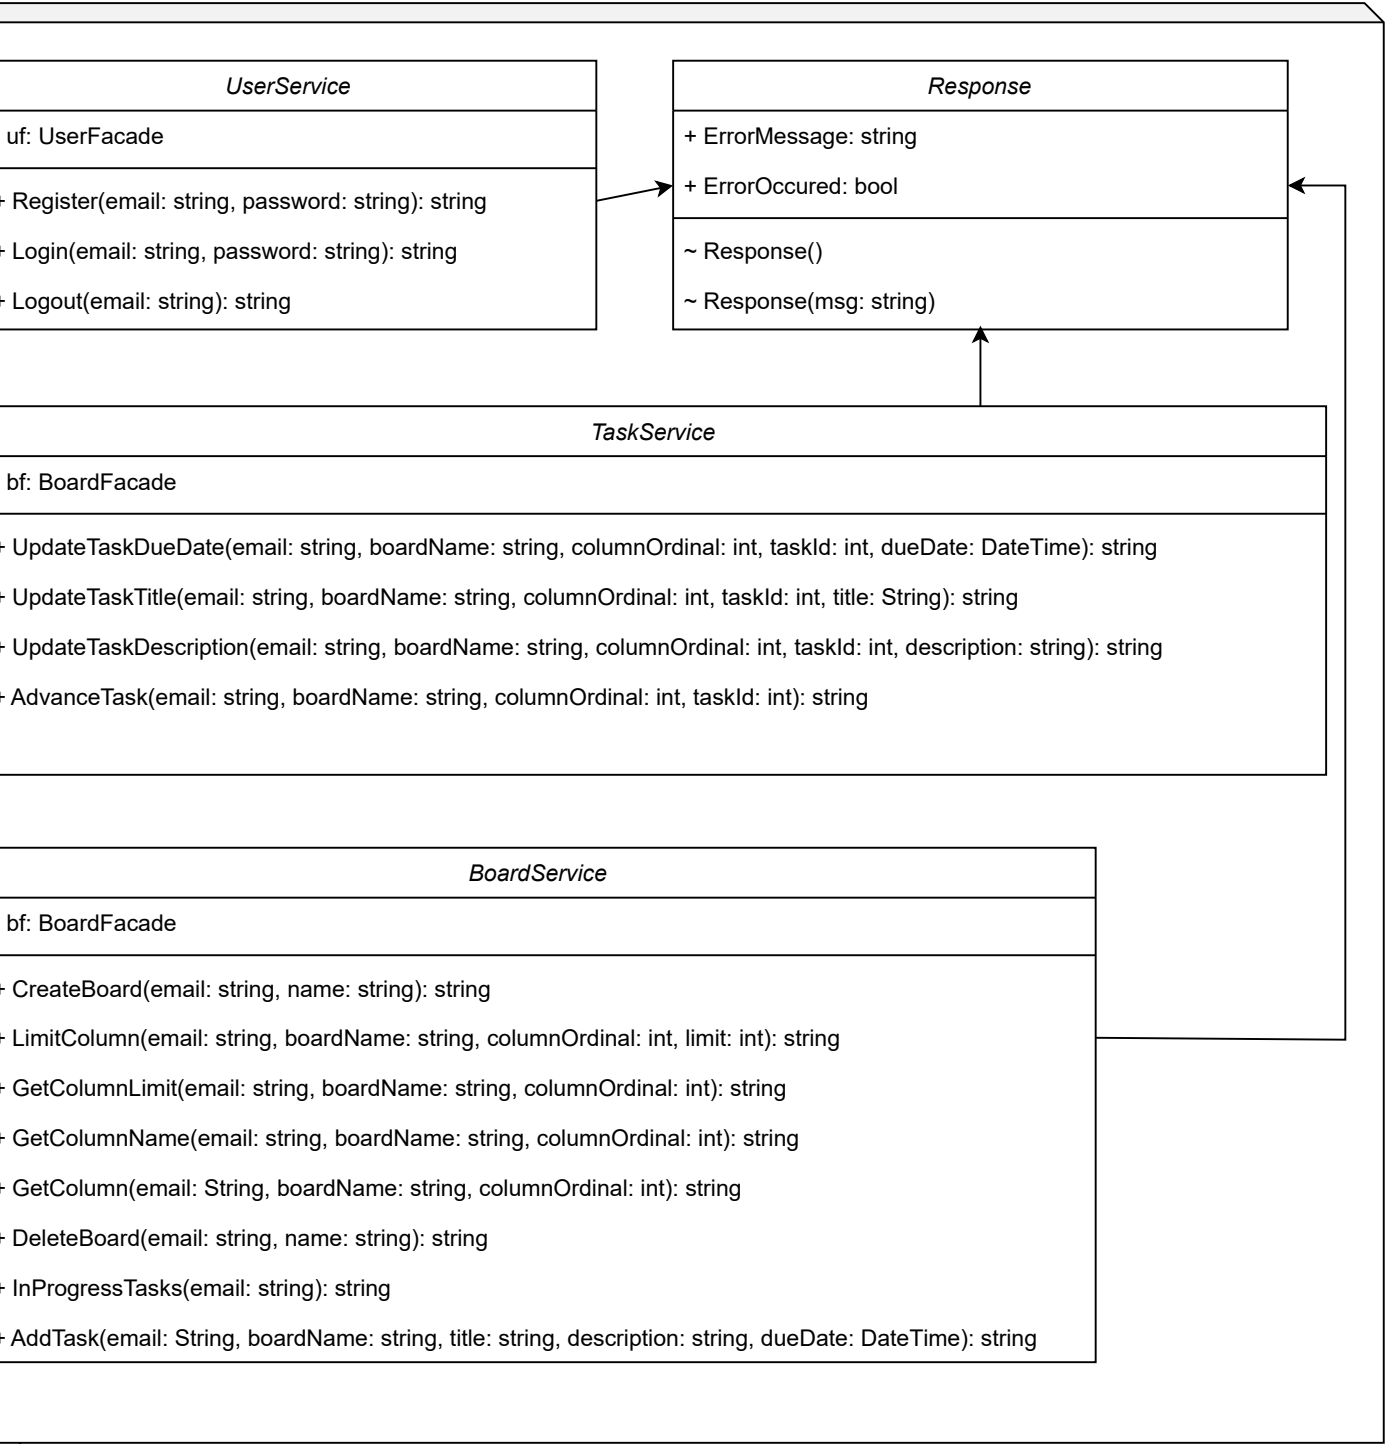 UserService
uf: UserFacade
+ Register(email: string, password: string): string
+ Login(email: string, password: string): string
+ Logout(email: string): string
Response
+ ErrorMessage: string
+ ErrorOccured: bool
~ Response()
~ Response(msg: string)
TaskService
bf: BoardFacade
+ UpdateTaskDueDate(email: string, boardName: string, columnOrdinal: int, taskId: int, dueDate: DateTime): string
+ UpdateTaskTitle(email: string, boardName: string, columnOrdinal: int, taskId: int, title: String): string
+ UpdateTaskDescription(email: string, boardName: string, columnOrdinal: int, taskId: int, description: string): string
+ AdvanceTask(email: string, boardName: string, columnOrdinal: int, taskId: int): string
BoardService
bf: BoardFacade
+ CreateBoard(email: string, name: string): string
+ LimitColumn(email: string, boardName: string, columnOrdinal: int, limit: int): string
+ GetColumnLimit(email: string, boardName: string, columnOrdinal: int): string
+ GetColumnName(email: string, boardName: string, columnOrdinal: int): string
+ GetColumn(email: String, boardName: string, columnOrdinal: int): string
+ DeleteBoard(email: string, name: string): string
+ InProgressTasks(email: string): string
+ AddTask(email: String, boardName: string, title: string, description: string, dueDate: DateTime): string